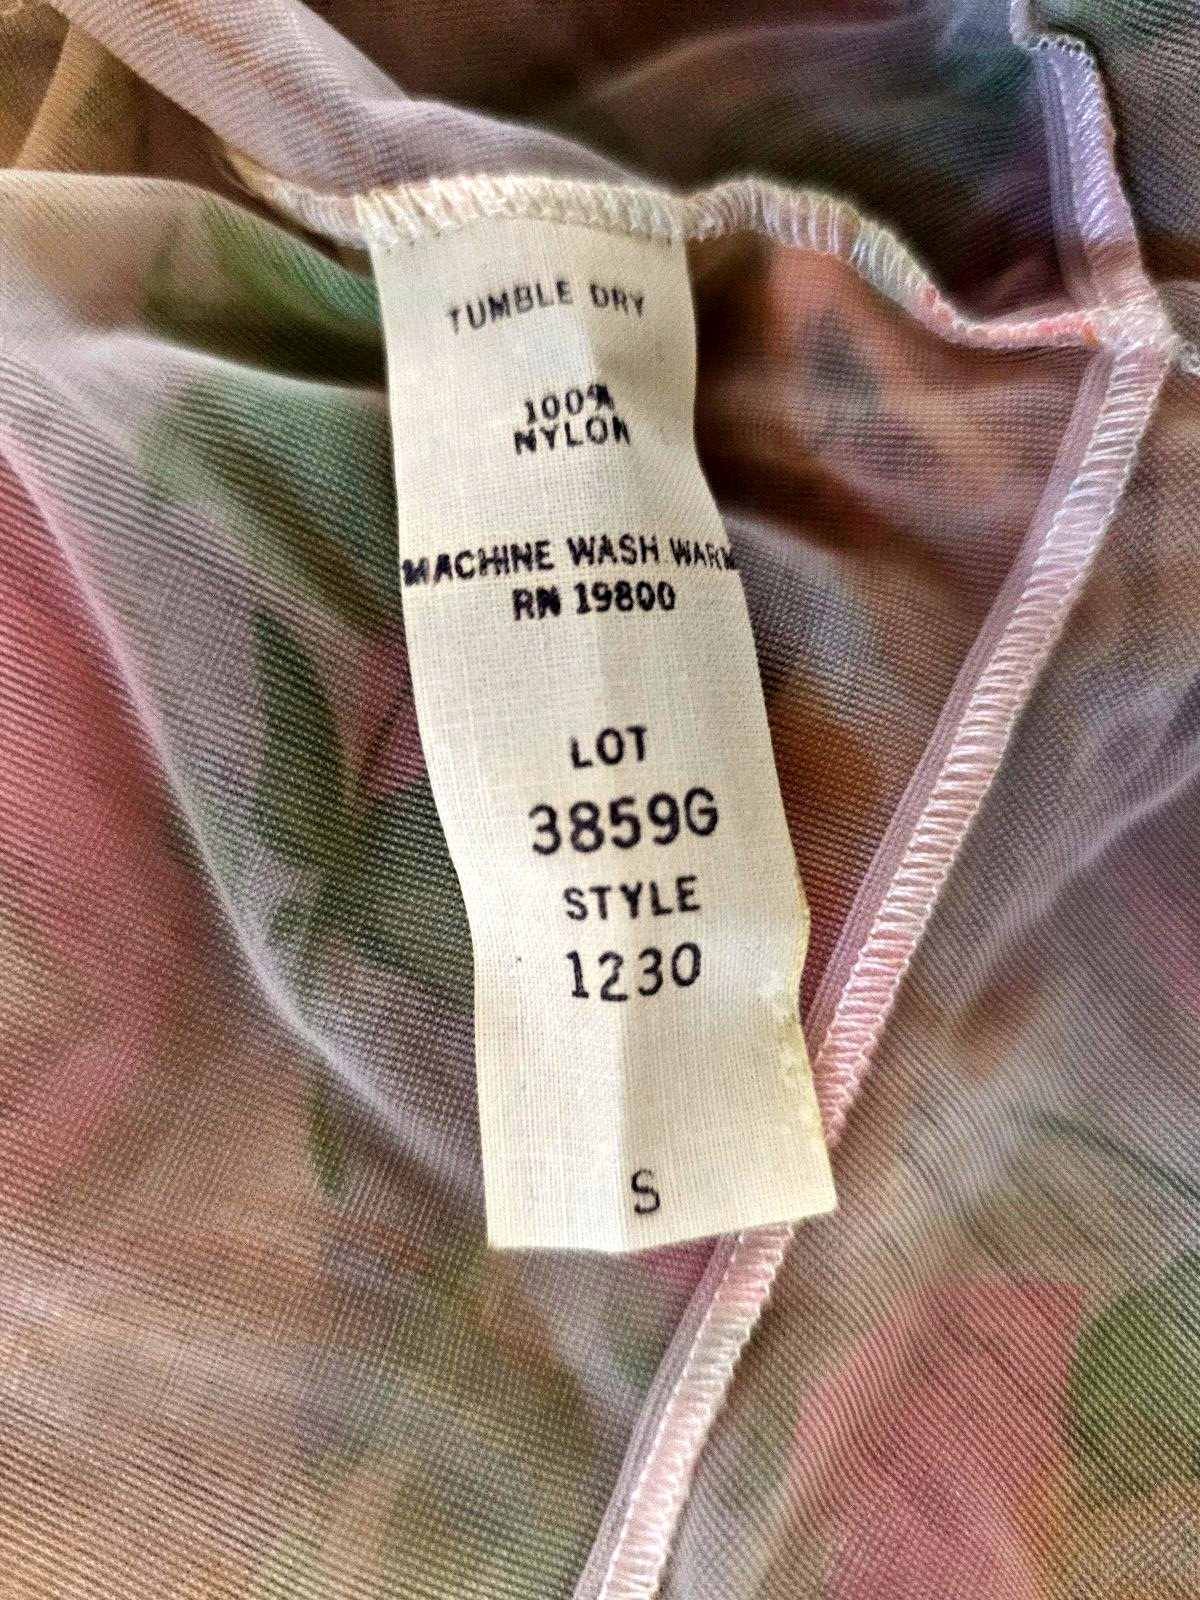 TUMBLE DRY
100%
NYLON
MACHINE WASH WARM
RN 19800
LOT
3859G
STYLE
1230
S